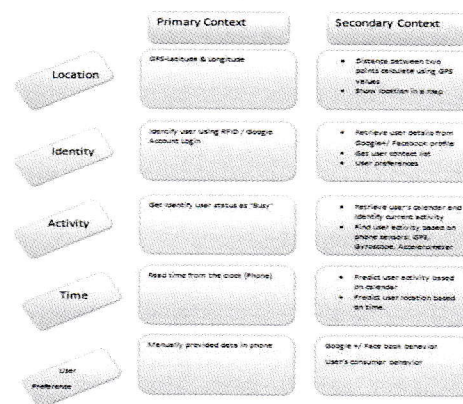 Primary Context
Secondary Context
Location
GPS-Latitude & Longitude
• Distance between two
points calculate using GPS
values
• Show location in a map
Identity
Identify user using RFID / Google
Account Login
• Retrieve user details from
Google+/ Facebook profile
• Get user contact list
• User preferences
Activity
Get Identify user status as "Busy"
• Retrieve user's calendar and
identify current activity
• Find user activity based on
phone sensors: GPS,
Gyroscope, Accelerometer
Time
Read time from the clock (Phone)
• Predict user activity based
on calendar
• Predict user location based
on time.
User
Preference
Manually provided data in phone
Google +/ Face book behavior
User's consumer behavior